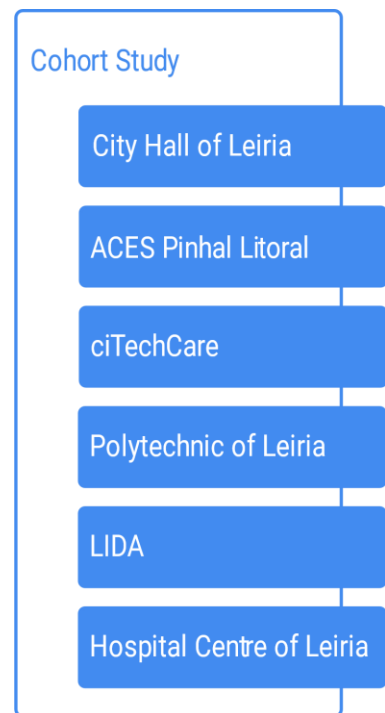 Cohort Study
City Hall of Leiria
ACES Pinhal Litoral
ciTechCare
Polytechnic of Leiria
LIDA
Hospital Centre of Leiria